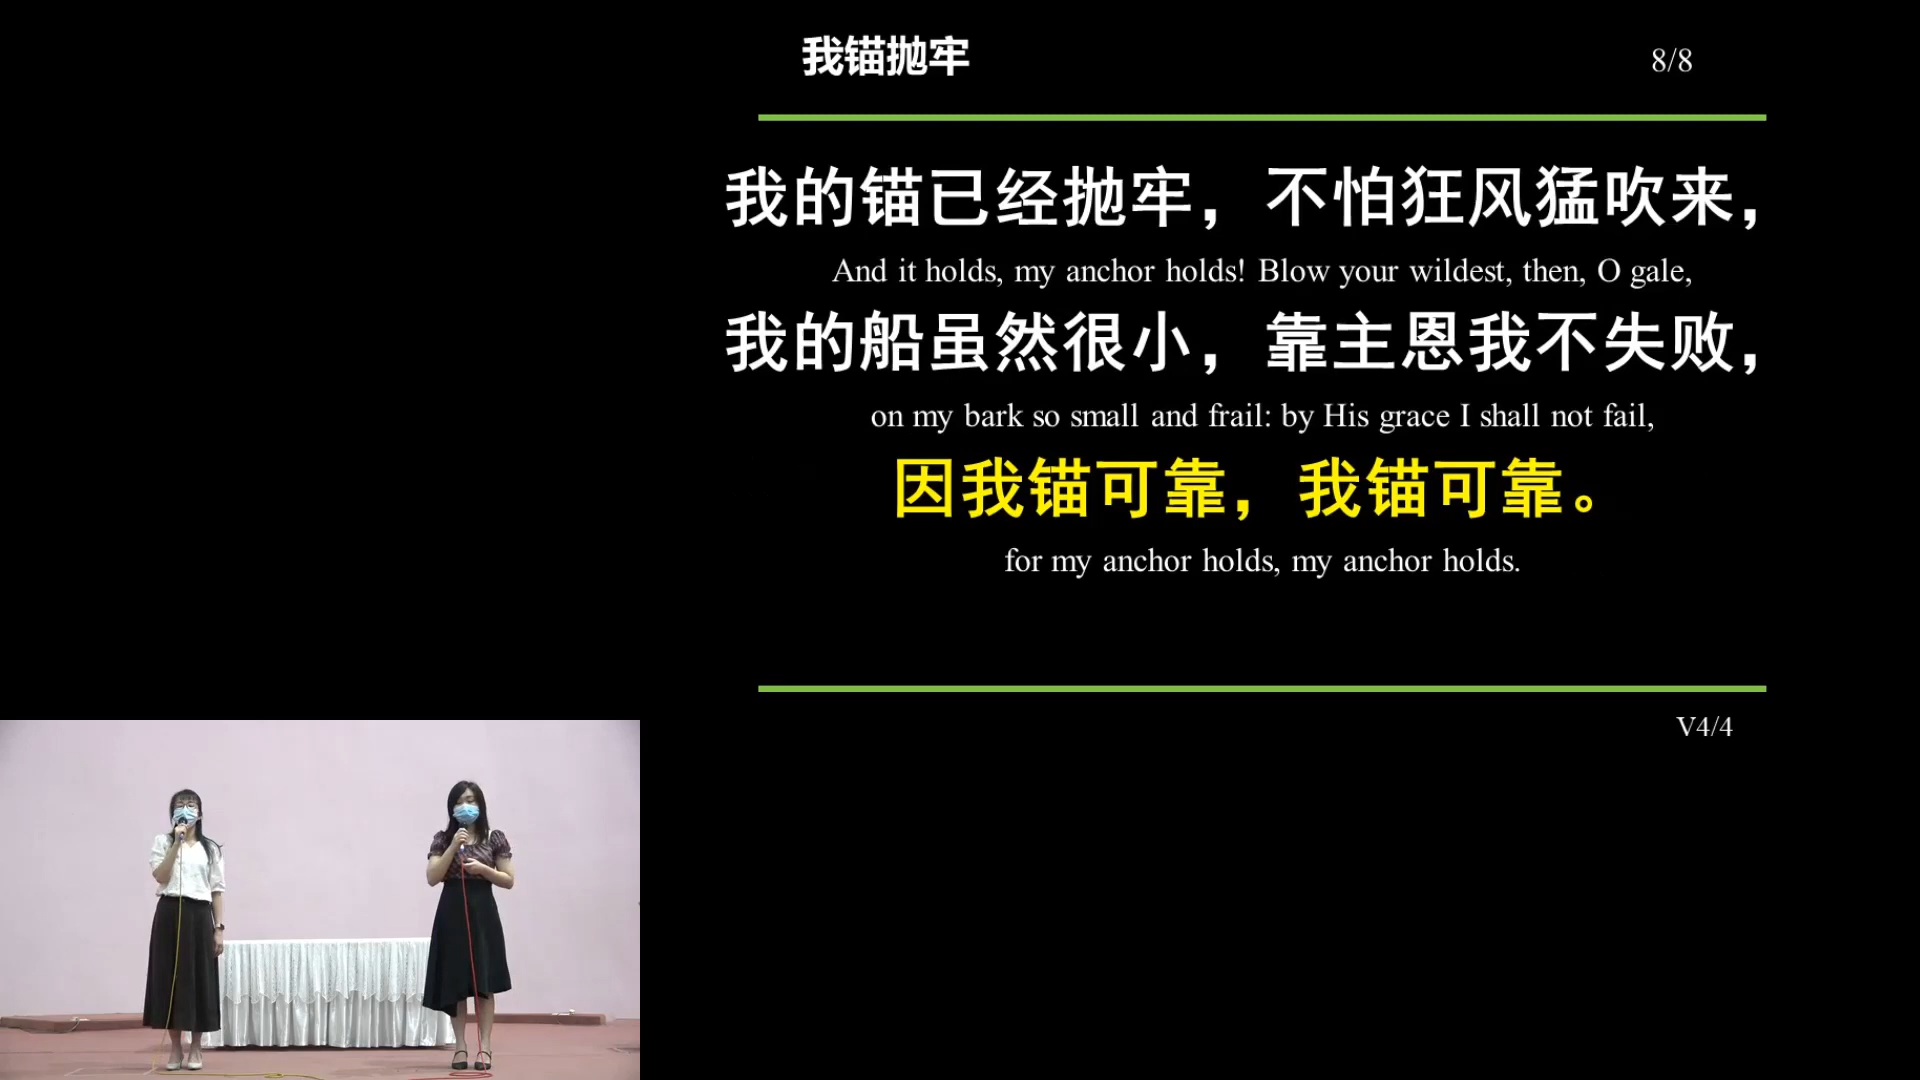 我锚抛牢
8/8
我的锚已经抛牢，不怕狂风猛吹来，
And it holds, my anchor holds! Blow your wildest, then, O gale,
我的船虽然很小，靠主恩我不失败，
on my bark so small and frail: by His grace I shall not fail,
因我锚可靠，我锚可靠。
for my anchor holds, my anchor holds.
V4/4